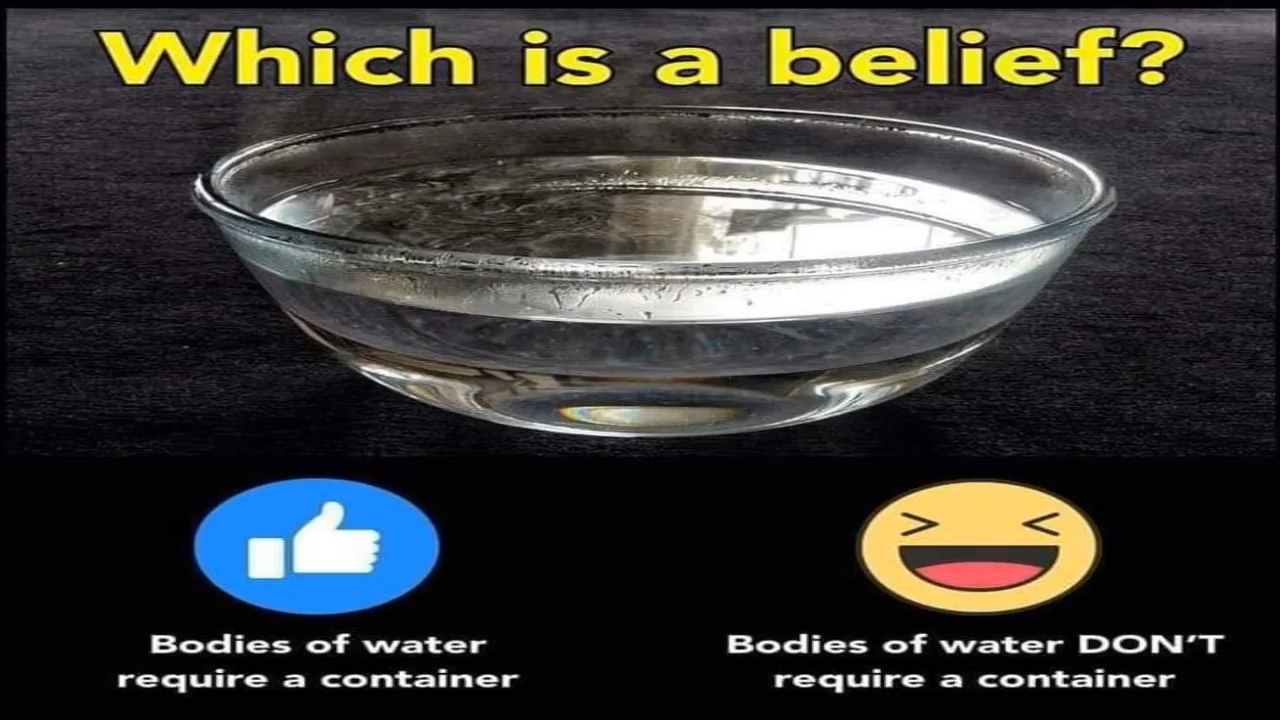 Which is a belief?
Bodies of water
require a container
Bodies of water DON'T
require a container